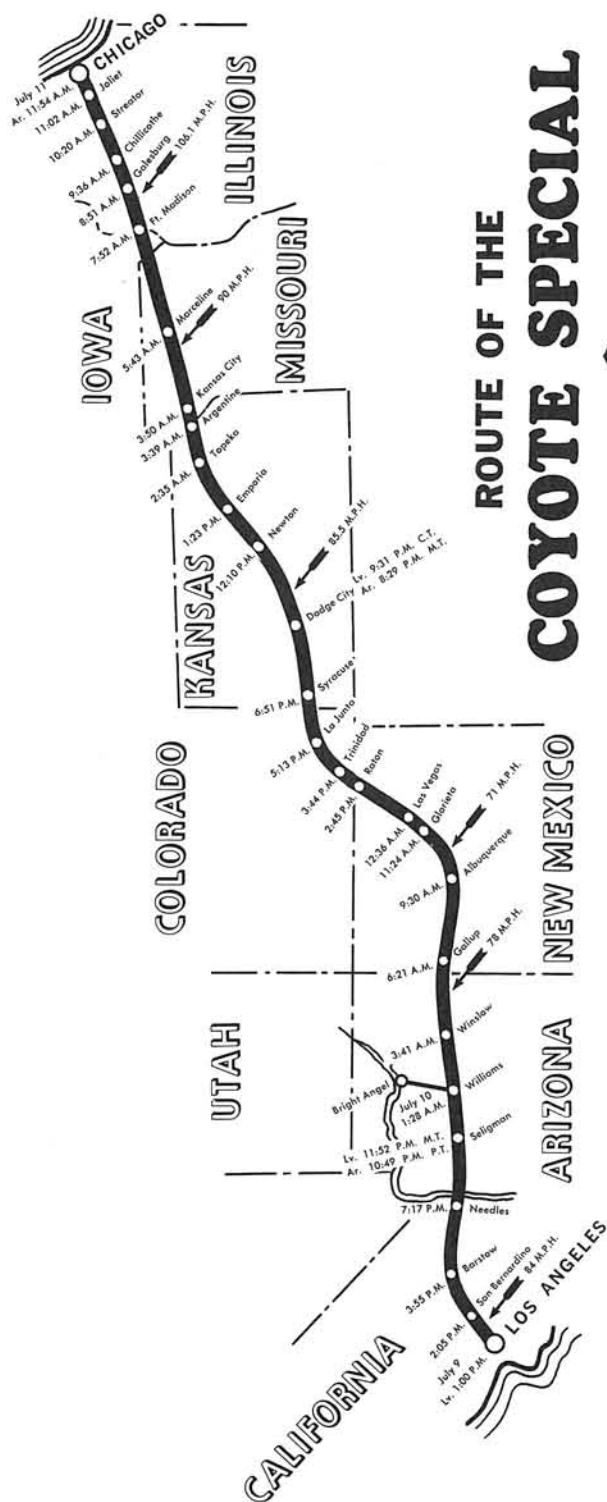 ROUTE OF THE
COYOTE SPECIAL
CALIFORNIA
UTAH
ARIZONA
COLORADO
NEW MEXICO
KANSAS
IOWA
MISSOURI
ILLINOIS
LOS ANGELES
July 9
Lv. 1:00 P.M.
84 M.P.H.
2:05 P.M.
San Bernardino
3:55 P.M.
Barstow
7:17 P.M.
Needles
Lv. 11:52 P.M. M.T.
Ar. 10:49 P.M. P.T.
Seligman
July 10
1:28 A.M.
Williams
Bright Angel
3:41 A.M.
Winslow
78 M.P.H.
6:21 A.M.
Gallup
9:30 A.M.
Albuquerque
71 M.P.H.
11:24 A.M.
Glorieta
12:36 A.M.
Las Vegas
2:45 P.M.
Raton
3:44 P.M.
Trinidad
5:13 P.M.
La Junta
6:51 P.M.
Syracuse
Dodge City
Lv. 9:31 P.M. C.T.
Ar. 8:29 P.M. M.T.
85.5 M.P.H.
12:10 P.M.
Newton
1:23 P.M.
Emporia
2:35 A.M.
Topeka
3:39 A.M.
Argentine
3:50 A.M.
Kansas City
90 M.P.H.
5:43 A.M.
Marceline
7:52 A.M.
Ft. Madison
106.1 M.P.H.
8:51 A.M.
Galesburg
9:36 A.M.
Chillicothe
10:20 A.M.
Streator
11:02 A.M.
Joliet
July 11
Ar. 11:54 A.M.
CHICAGO